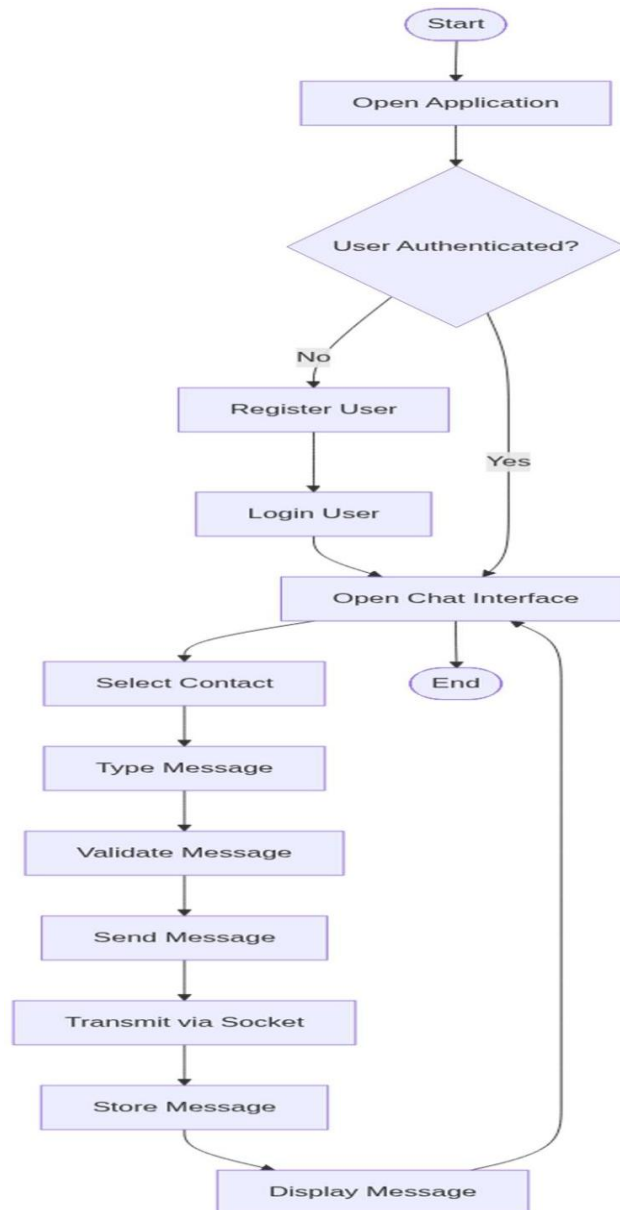 Start
Open Application
User Authenticated?
No
Register User
Yes
Login User
Open Chat Interface
Select Contact
End
Type Message
Validate Message
Send Message
Transmit via Socket
Store Message
Display Message